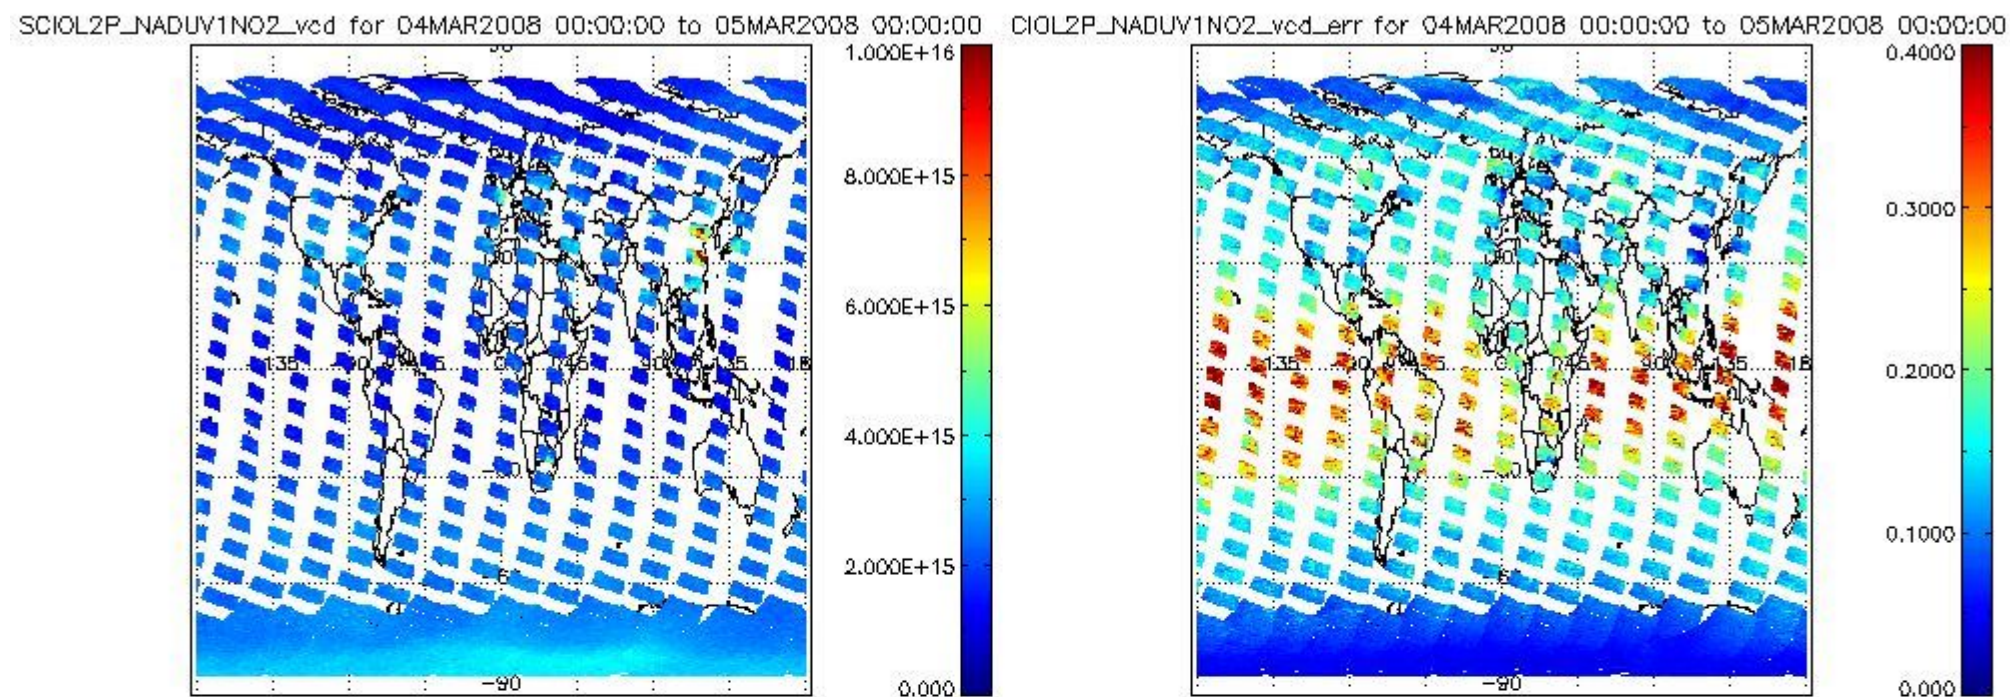 SCIOL2P_NADUV1NO2_vcd for 04MAR2008 00:00:00 to 05MAR2008 00:00:00
1.000E+16
8.000E+15
6.000E+15
4.000E+15
2.000E+15
0.000
-90
CIOL2P_NADUV1NO2_vcd_err for 04MAR2008 00:00:00 to 05MAR2008 00:00:00
0.4000
0.3000
0.2000
0.1000
0.000
-90